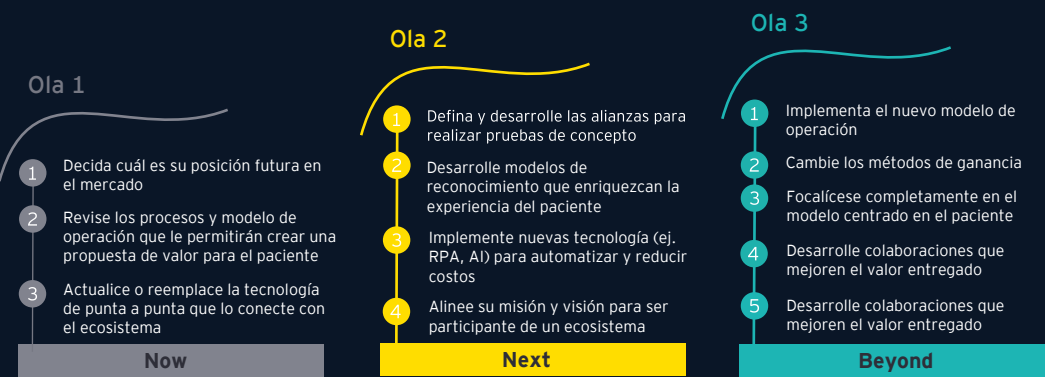 Ola 1
1
Decida cuál es su posición futura en
el mercado
2
Revise los procesos y modelo de
operación que le permitirán crear una
propuesta de valor para el paciente
3
Actualice o reemplace la tecnología
de punta a punta que lo conecte con
el ecosistema
Now
Ola 2
1
Defina y desarrolle las alianzas para
realizar pruebas de concepto
2
Desarrolle modelos de
reconocimiento que enriquezcan la
experiencia del paciente
3
Implemente nuevas tecnología (ej.
RPA, AI) para automatizar y reducir
costos
4
Alinee su misión y visión para ser
participante de un ecosistema
Next
Ola 3
1
Implementa el nuevo modelo de
operación
2
Cambie los métodos de ganancia
3
Focalícese completamente en el
modelo centrado en el paciente
4
Desarrolle colaboraciones que
mejoren el valor entregado
5
Desarrolle colaboraciones que
mejoren el valor entregado
Beyond